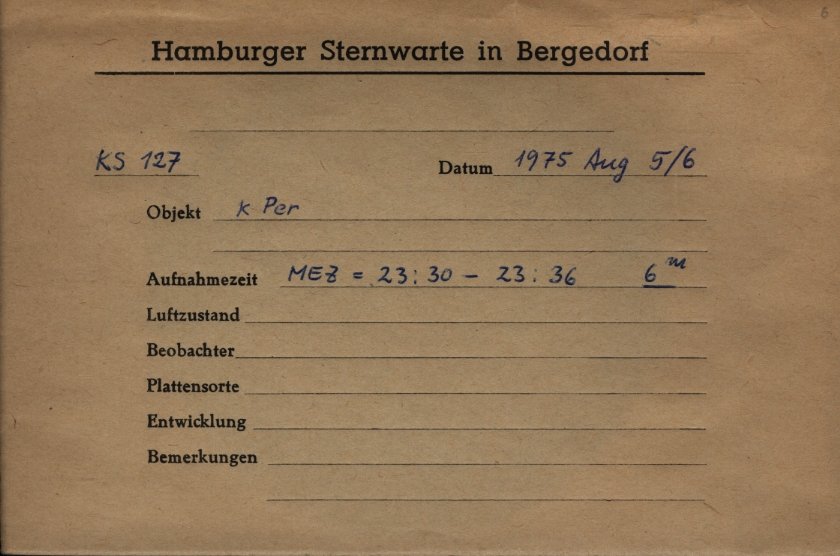 Hamburger Sternwarte in Bergedorf
KS 127 Datum 1975 Aug 5/6
Objekt κ Per
Aufnahmezeit MEZ = 23:30 – 23:36 6ᵐ
Luftzustand
Beobachter
Plattensorte
Entwicklung
Bemerkungen